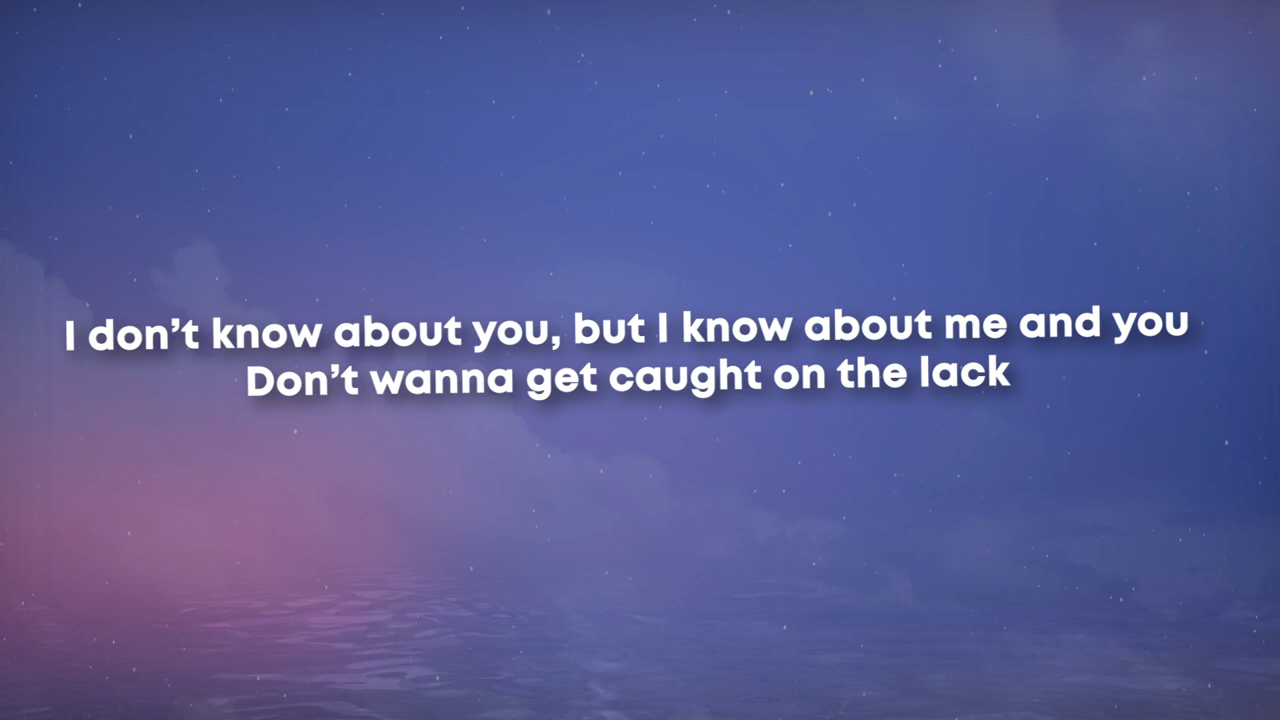 I don’t know about you, but I know about me and you
Don’t wanna get caught on the lack